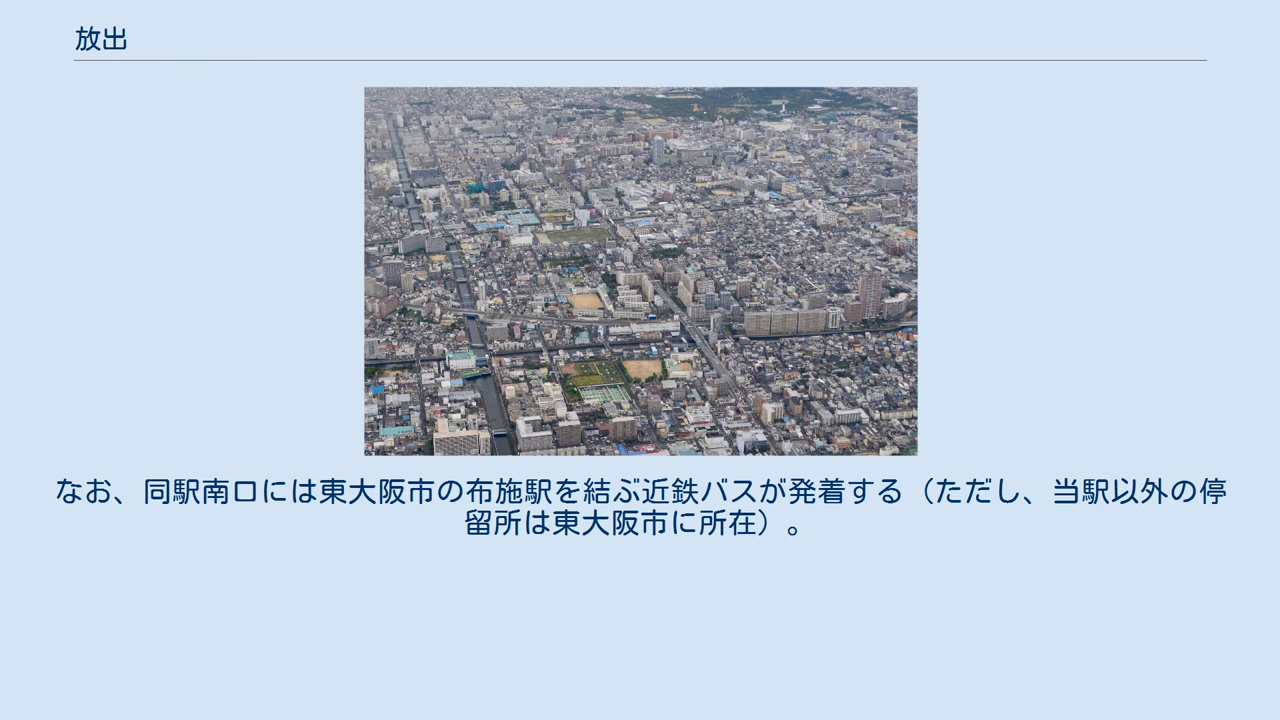 放出
なお、同駅南口には東大阪市の布施駅を結ぶ近鉄バスが発着する（ただし、当駅以外の停
留所は東大阪市に所在）。